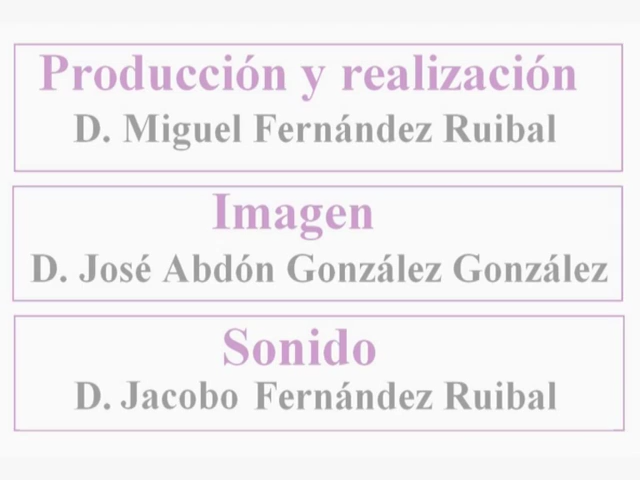 Producción y realización
D. Miguel Fernández Ruibal
Imagen
D. José Abdón González González
Sonido
D. Jacobo Fernández Ruibal